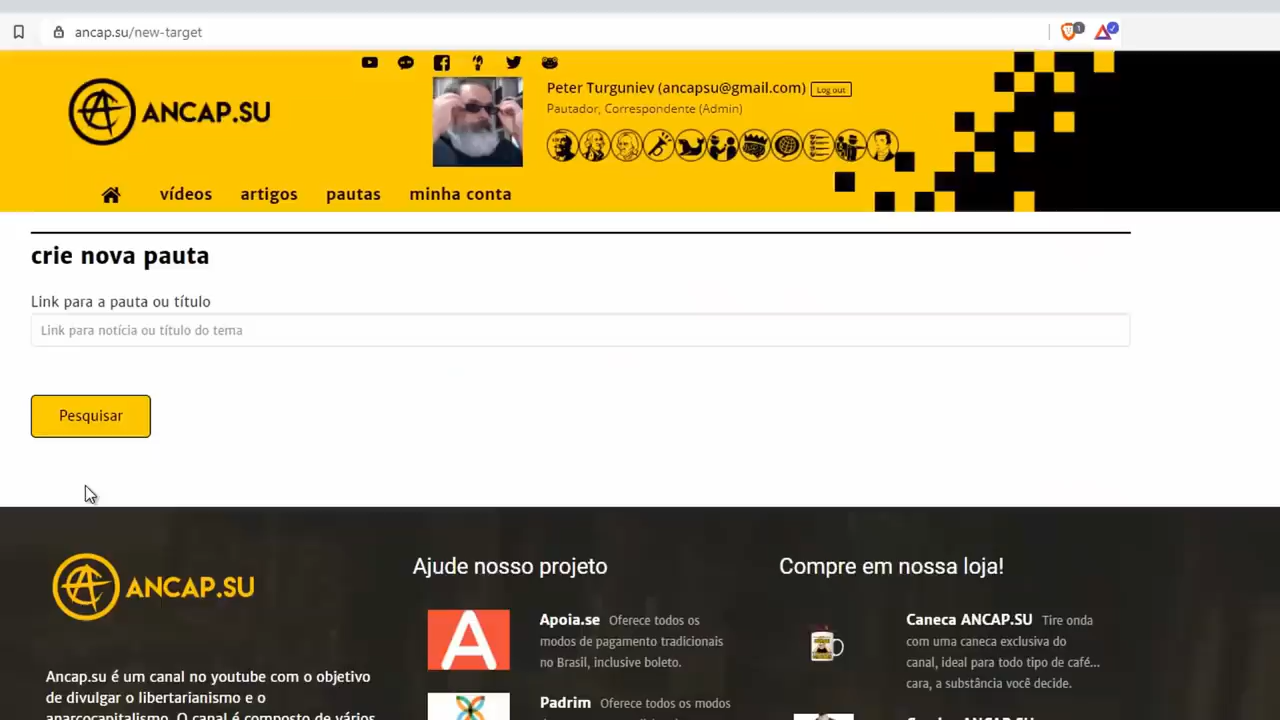 ancap.su/new-target
ANCAP.SU
Peter Turguniev (ancapsu@gmail.com) Log out
Pautador, Correspondente (Admin)
vídeos artigos pautas minha conta
crie nova pauta
Link para a pauta ou título
Link para notícia ou título do tema
Pesquisar
ANCAP.SU
Ancap.su é um canal no youtube com o objetivo
de divulgar o libertarianismo e o
anarcocapitalismo. O canal é composto de vários
Ajude nosso projeto
Apoia.se Oferece todos os
modos de pagamento tradicionais
no Brasil, inclusive boleto.
Padrim Oferece todos os modos
Compre em nossa loja!
Caneca ANCAP.SU Tire onda
com uma caneca exclusiva do
canal, ideal para todo tipo de café...
cara, a substância você decide.